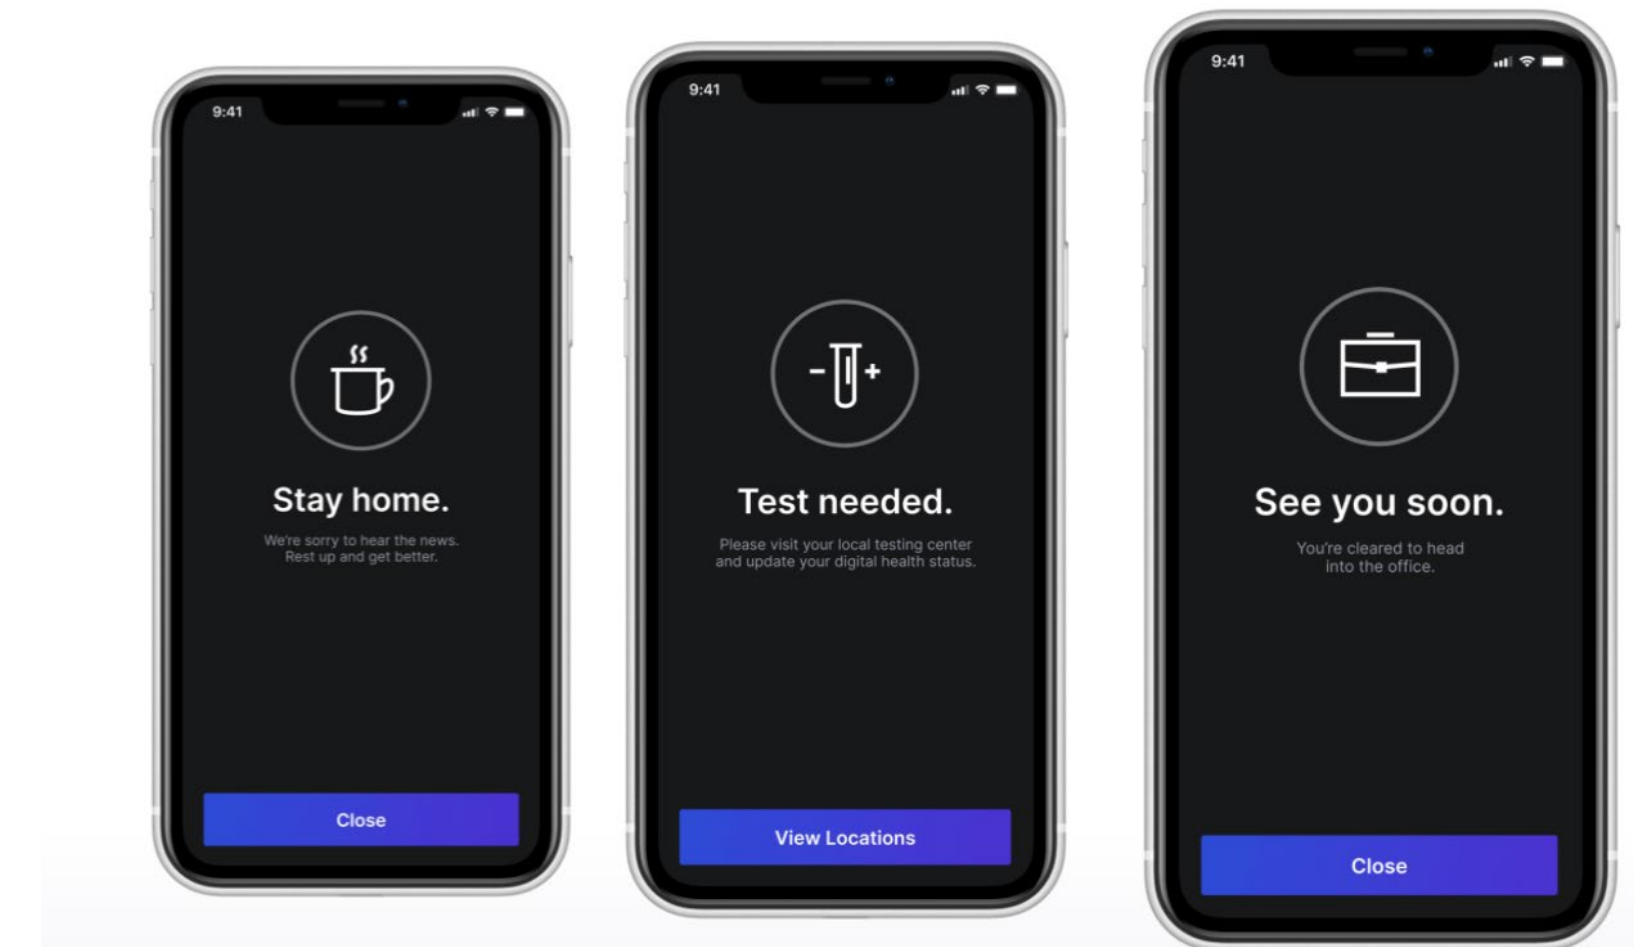 9:41
Stay home.
We're sorry to hear the news.
Rest up and get better.
Close
9:41
Test needed.
Please visit your local testing center
and update your digital health status.
View Locations
9:41
See you soon.
You're cleared to head
into the office.
Close